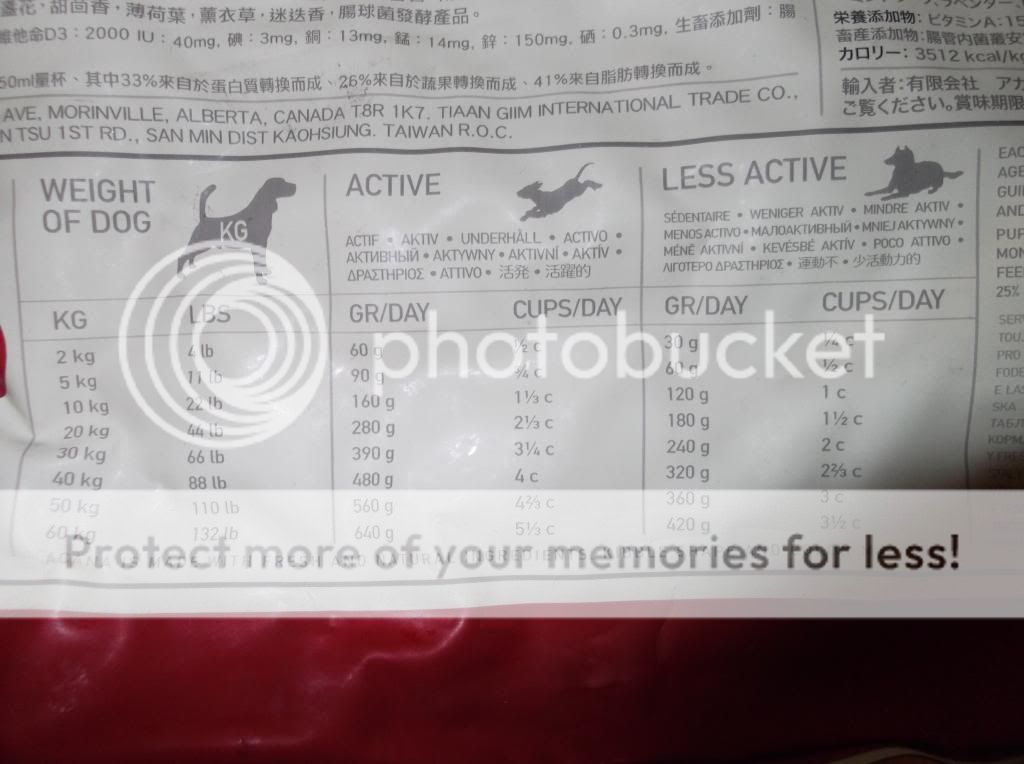 蓮花，甜茴香，薄荷葉，薰衣草，迷迭香，腸球菌發酵產品。
維他命D3：2000 IU；40mg, 碘：3mg, 銅：13mg, 錳：14mg, 鋅：150mg, 硒：0.3mg, 生畜添加劑：腸
50ml量杯、其中33%來自於蛋白質轉換而成、26%來自於蔬果轉換而成、41%來自脂肪轉換而成。
AVE, MORINVILLE, ALBERTA, CANADA T8R 1K7. TIAAN GIIM INTERNATIONAL TRADE CO.,
N TSU 1ST RD., SAN MIN DIST KAOHSIUNG. TAIWAN R.O.C.
栄養添加物: ビタミンA:15
畜産添加物: 腸管内菌叢安
カロリー: 3512 kcal/kg
輸入者:有限会社 アカ
ご覧ください。賞味期限
WEIGHT
OF DOG
KG
ACTIVE
ACTIF • AKTIV • UNDERHÅLL • ACTIVO •
АКТИВНЫЙ • AKTYWNY • AKTIVNÍ • AKTÍV •
ΔΡΑΣΤΗΡΙΟΣ • ATTIVO • 活発 • 活躍的
LESS ACTIVE
SÉDENTAIRE • WENIGER AKTIV • MINDRE AKTIV •
MENOS ACTIVO • МАЛОАКТИВНЫЙ • MNIEJ AKTYWNY •
MÉNĚ AKTIVNÍ • KEVÉSBÉ AKTÍV • POCO ATTIVO •
ΛΙΓΟΤΕΡΟ ΔΡΑΣΤΗΡΙΟΣ • 運動不 • 少活動力的
KG LBS GR/DAY CUPS/DAY GR/DAY CUPS/DAY
2 kg 4 lb 60 g ½ c 30 g ¼ c
5 kg 11 lb 90 g ¾ c 60 g ½ c
10 kg 22 lb 160 g 1⅓ c 120 g 1 c
20 kg 44 lb 280 g 2⅓ c 180 g 1½ c
30 kg 66 lb 390 g 3¼ c 240 g 2 c
40 kg 88 lb 480 g 4 c 320 g 2⅔ c
50 kg 110 lb 560 g 4⅔ c 360 g 3 c
60 kg 132 lb 640 g 5⅓ c 420 g 3½ c
ACANA IS MADE WITH FRESH AND NATURAL INGREDIENTS
EAC
AGE
GUI
AND
PUP
MON
FEE
25%
SER
TOU
PRO
FODE
E LAS
SKA
ТАБЛ
КОРМ
photobucket
Protect more of your memories for less!